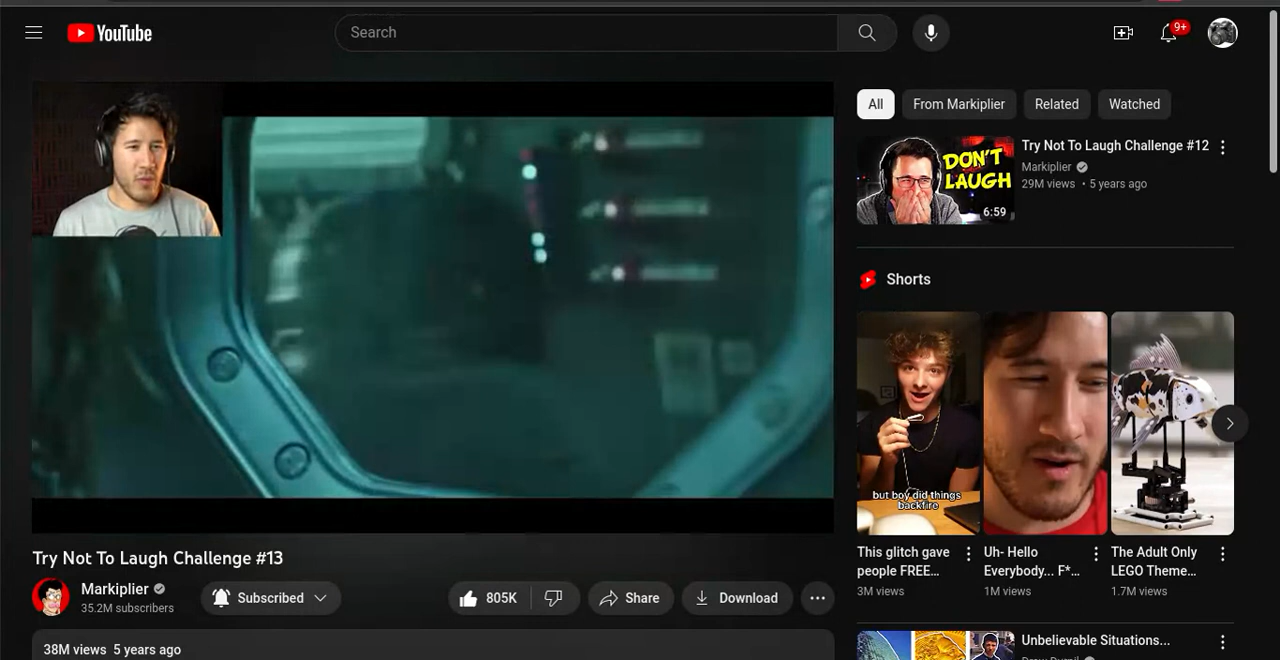 YouTube
Search
9+
All
From Markiplier
Related
Watched
DON'T
LAUGH
6:59
Try Not To Laugh Challenge #12
Markiplier
29M views • 5 years ago
Shorts
but boy did things
backfire
This glitch gave
people FREE...
3M views
Uh- Hello
Everybody... F*...
1M views
The Adult Only
LEGO Theme...
1.7M views
Try Not To Laugh Challenge #13
Markiplier
35.2M subscribers
Subscribed
805K
Share
Download
38M views 5 years ago
Unbelievable Situations...